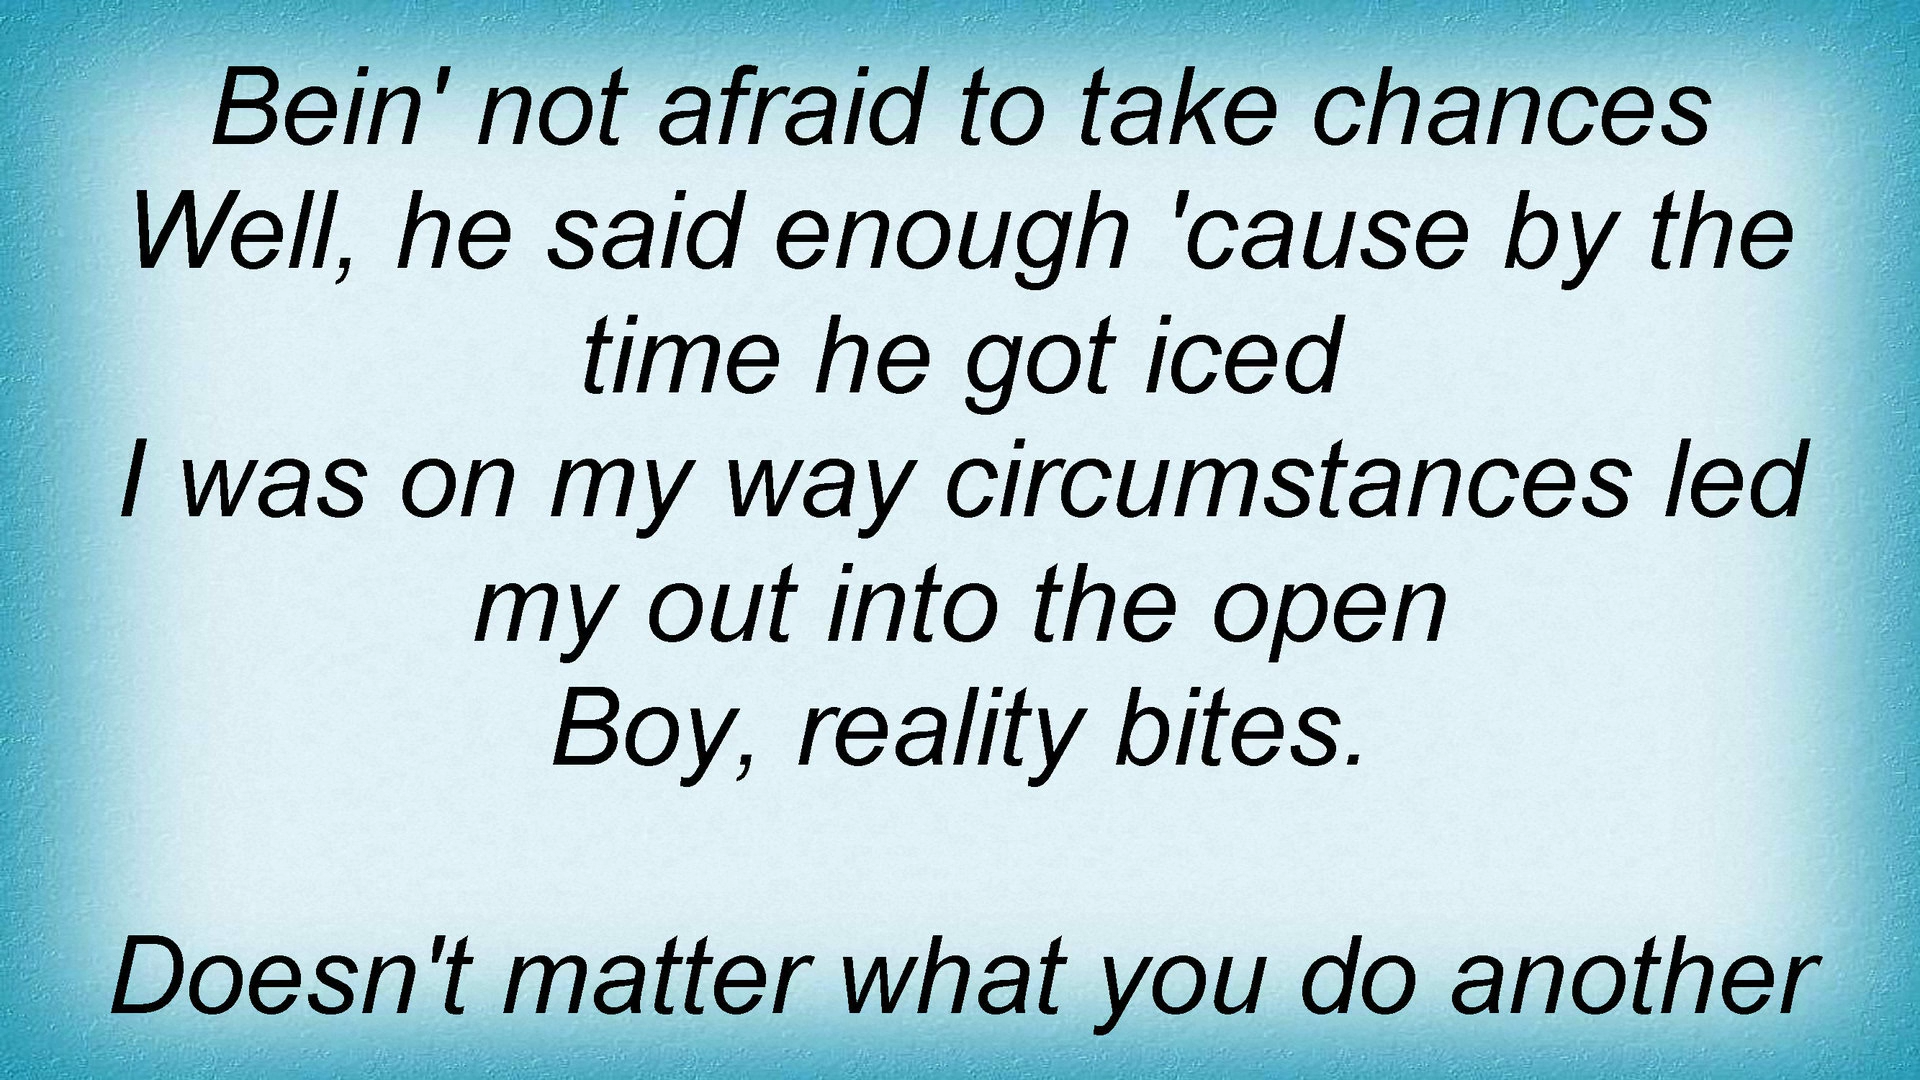 Bein' not afraid to take chances
Well, he said enough 'cause by the
time he got iced
I was on my way circumstances led
my out into the open
Boy, reality bites.
Doesn't matter what you do another